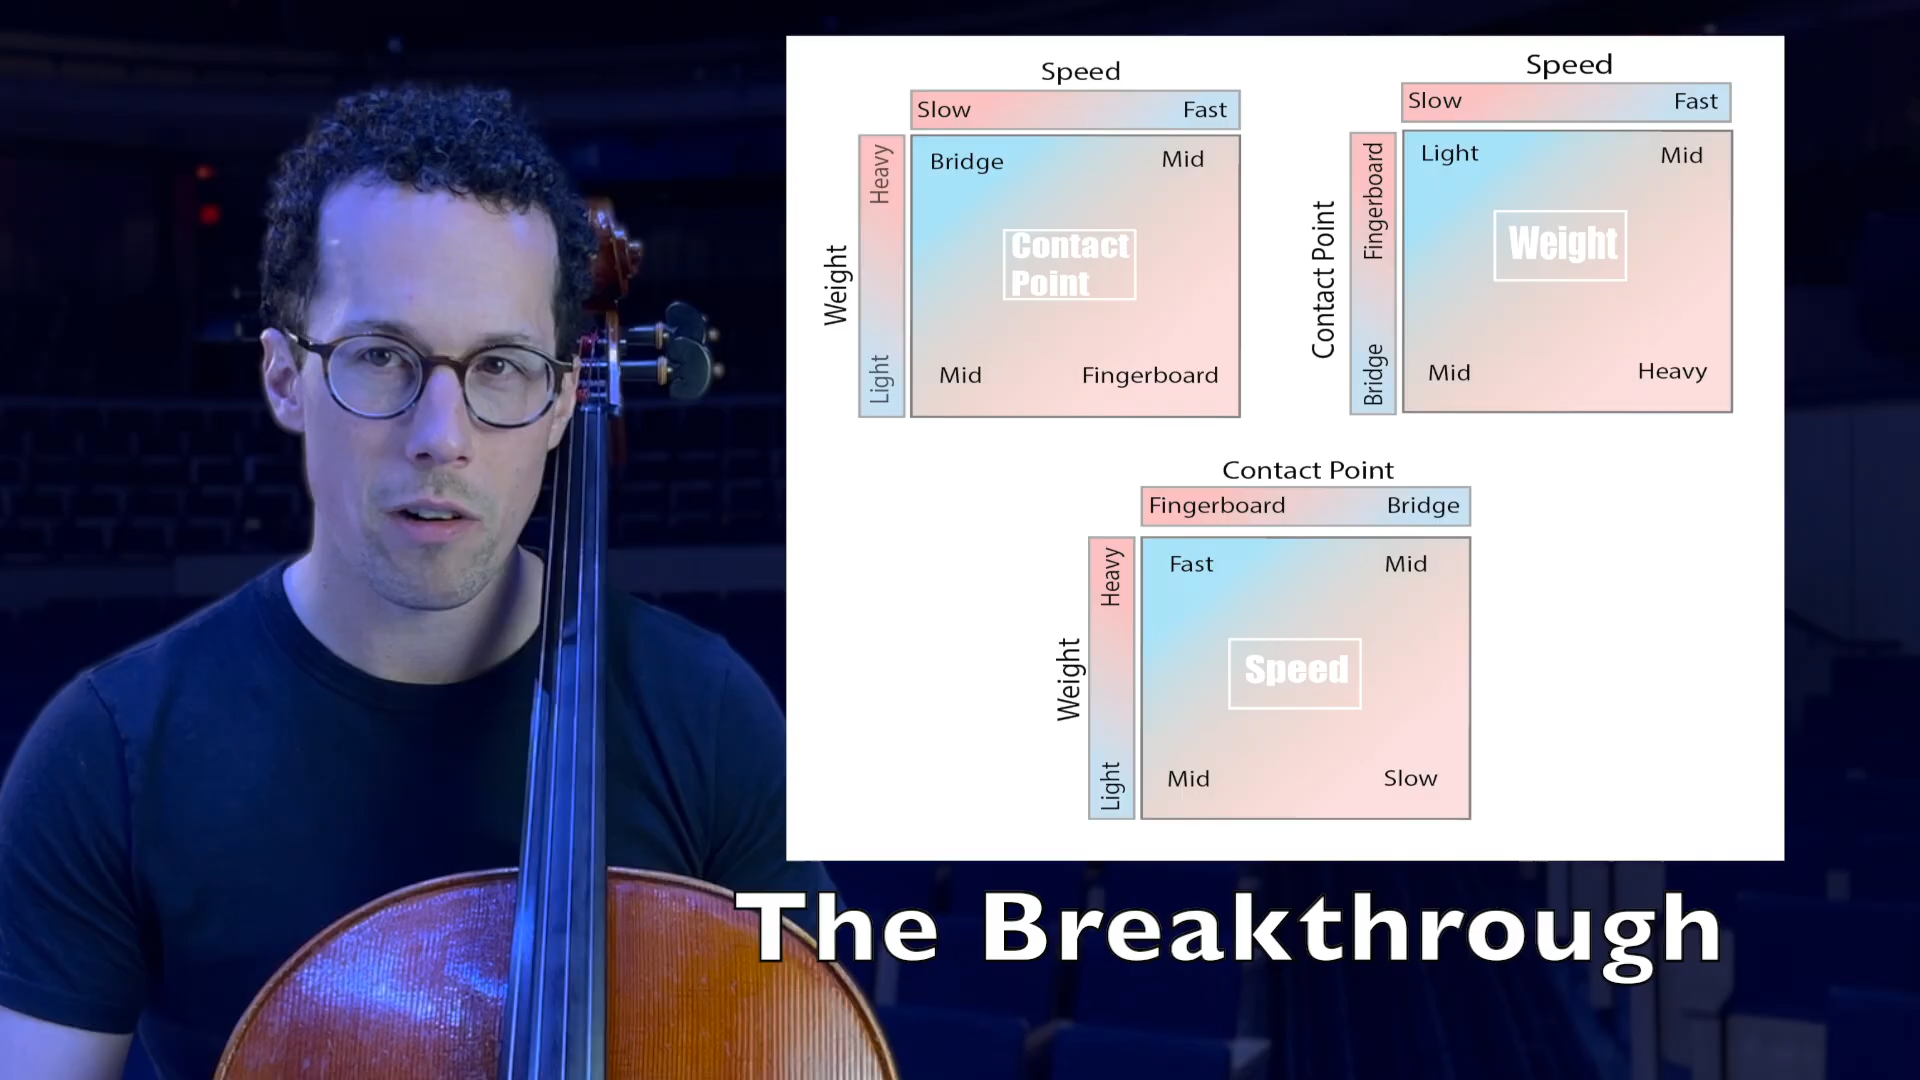 Speed
Slow Fast
Weight
Heavy
Light
Bridge Mid
Contact
Point
Mid Fingerboard
Speed
Slow Fast
Contact Point
Fingerboard
Bridge
Light Mid
Weight
Mid Heavy
Contact Point
Fingerboard Bridge
Weight
Heavy
Light
Fast Mid
Speed
Mid Slow
The Breakthrough